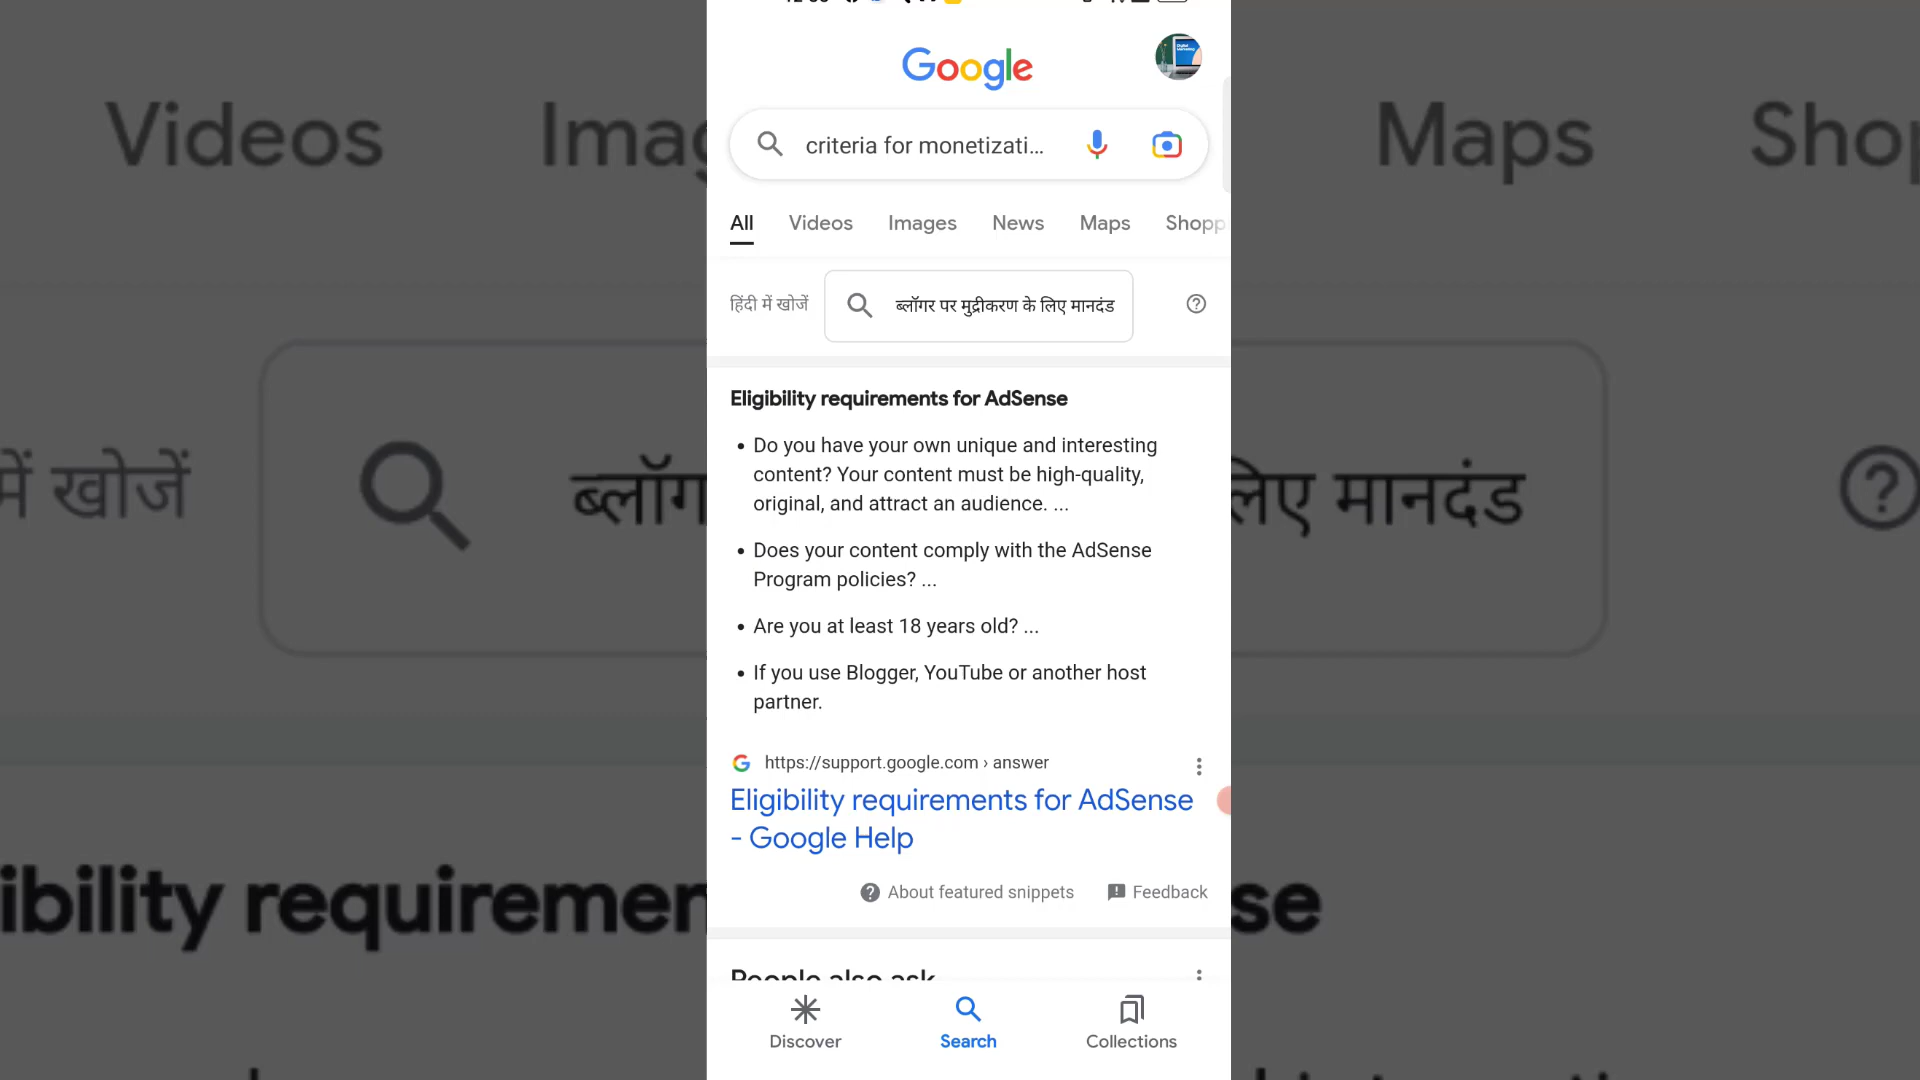 Google
criteria for monetizati...
All Videos Images News Maps Shopp
हिंदी में खोजें ब्लॉगर पर मुद्रीकरण के लिए मानदंड
Eligibility requirements for AdSense
• Do you have your own unique and interesting
content? Your content must be high-quality,
original, and attract an audience. ...
• Does your content comply with the AdSense
Program policies? ...
• Are you at least 18 years old? ...
• If you use Blogger, YouTube or another host
partner.
https://support.google.com › answer
Eligibility requirements for AdSense
- Google Help
About featured snippets Feedback
People also ask
Discover Search Collections